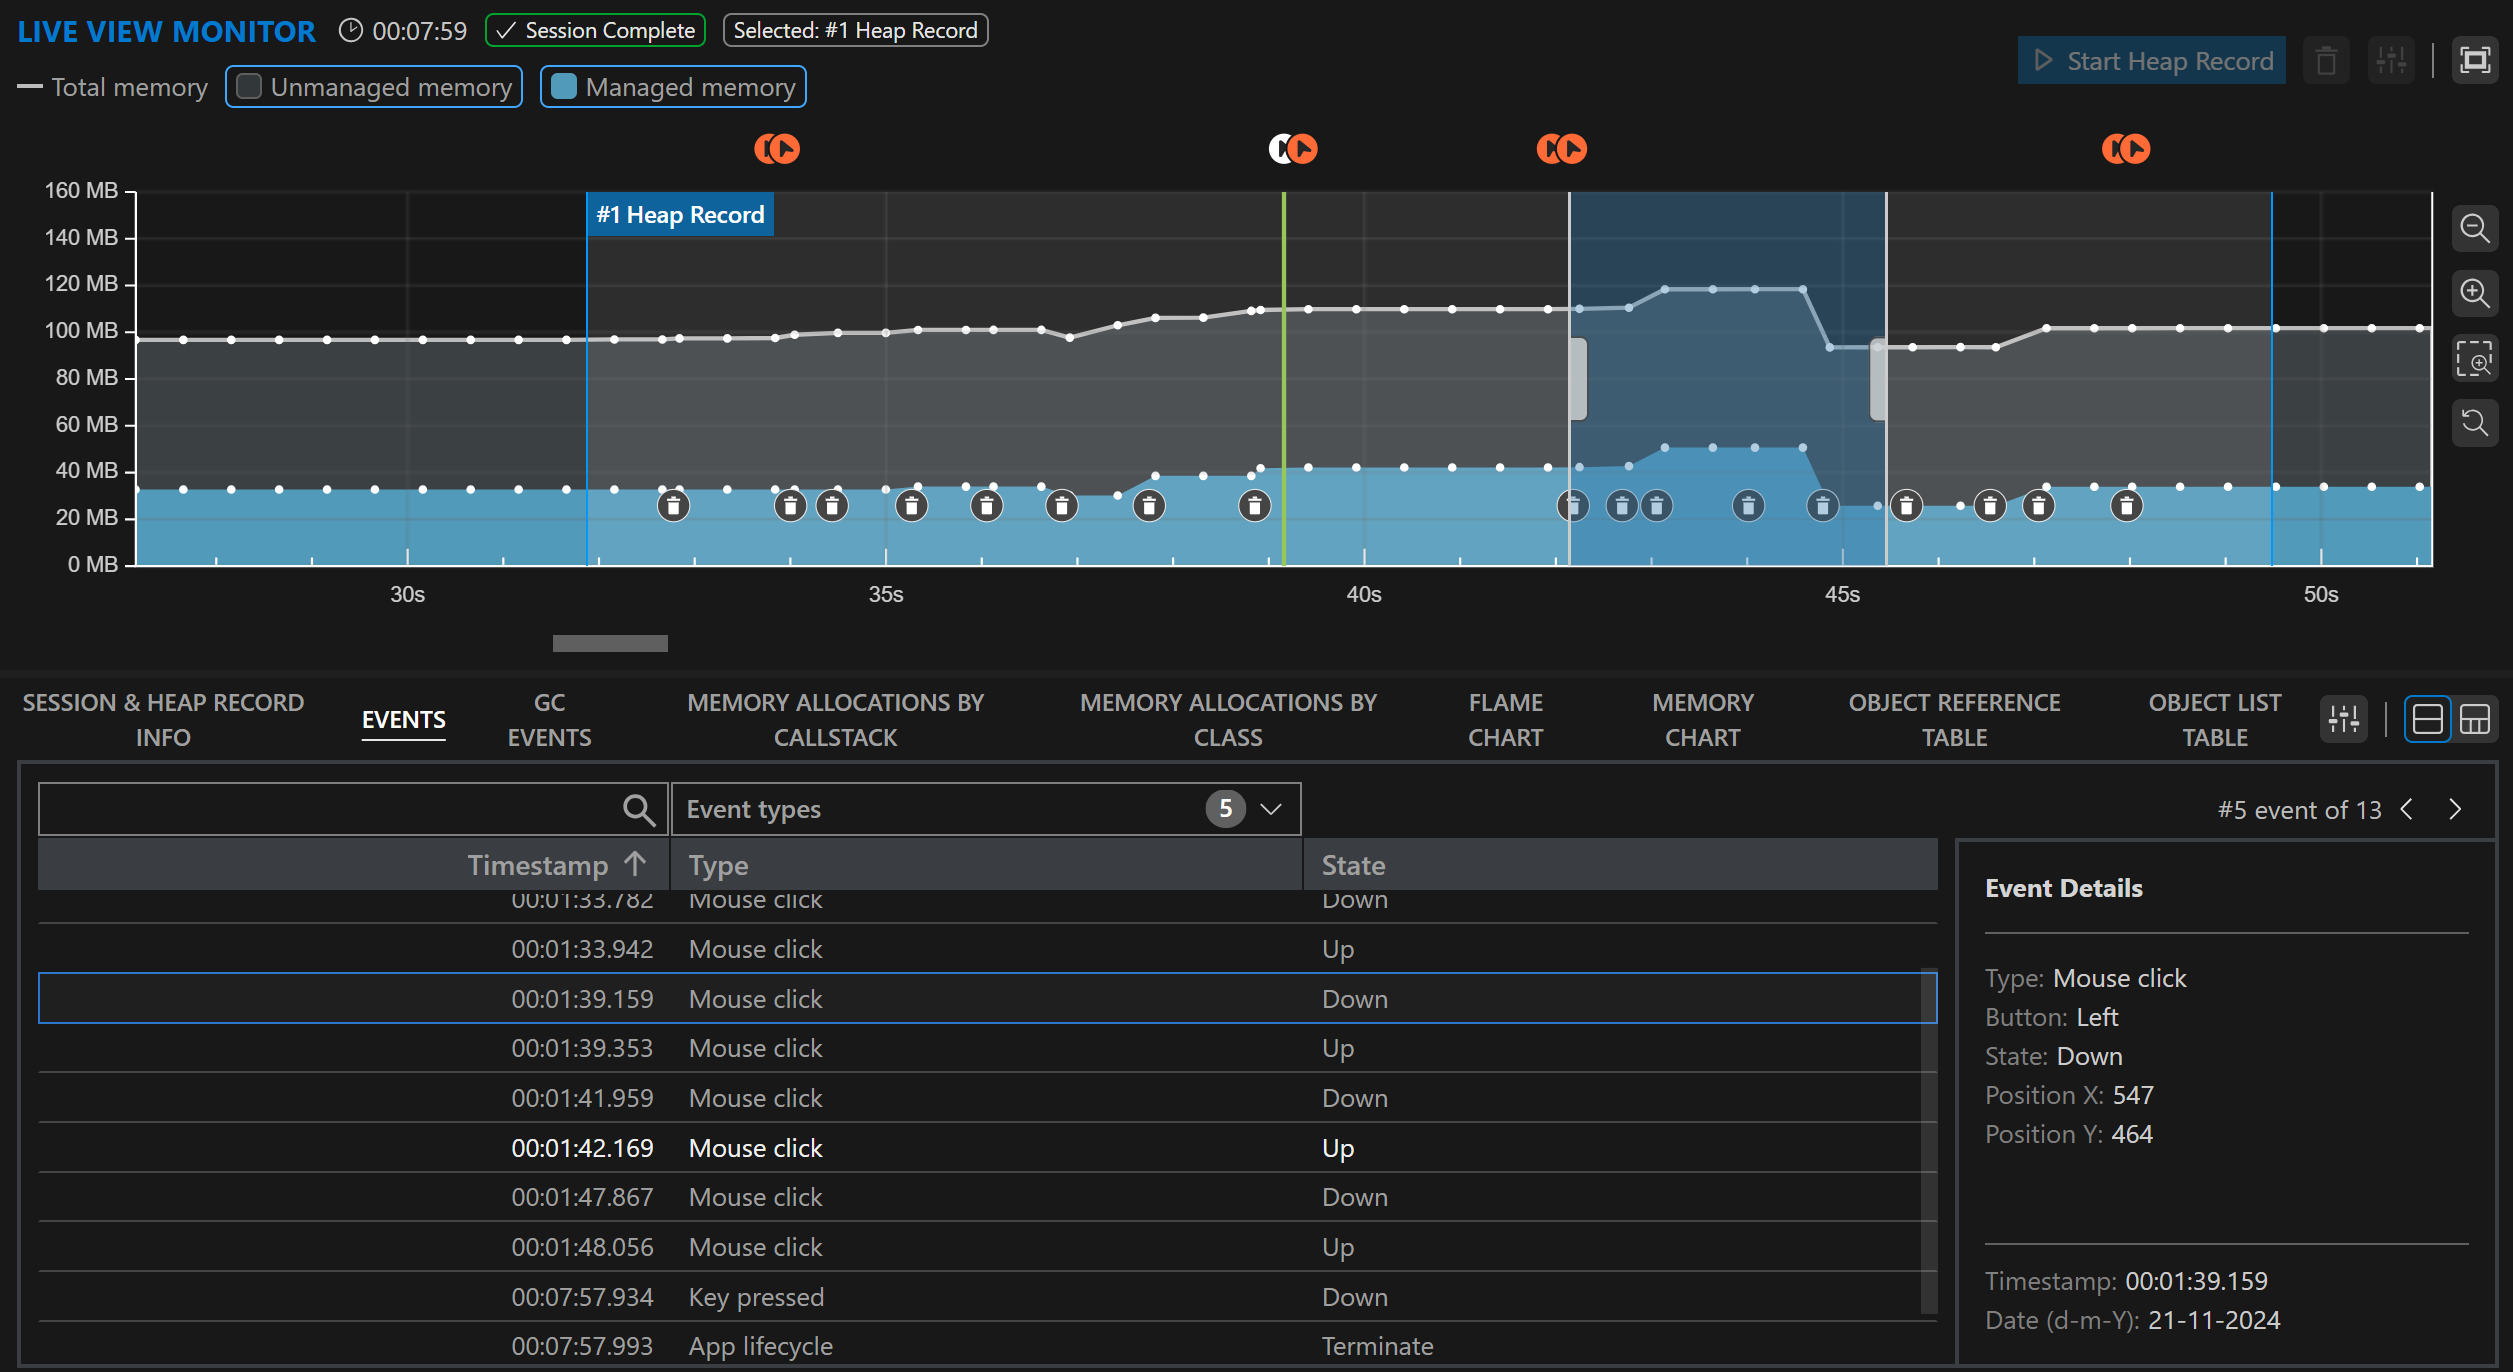 LIVE VIEW MONITOR 00:07:59 Session Complete Selected: #1 Heap Record
Start Heap Record
Total memory Unmanaged memory Managed memory
160 MB
#1 Heap Record
140 MB
120 MB
100 MB
80 MB
60 MB
40 MB
20 MB
0 MB
30s 35s 40s 45s 50s
SESSION & HEAP RECORD INFO
EVENTS
GC EVENTS
MEMORY ALLOCATIONS BY CALLSTACK
MEMORY ALLOCATIONS BY CLASS
FLAME CHART
MEMORY CHART
OBJECT REFERENCE TABLE
OBJECT LIST TABLE
Event types 5
#5 event of 13
Timestamp Type State
00:01:33.782 Mouse click Down
00:01:33.942 Mouse click Up
00:01:39.159 Mouse click Down
00:01:39.353 Mouse click Up
00:01:41.959 Mouse click Down
00:01:42.169 Mouse click Up
00:01:47.867 Mouse click Down
00:01:48.056 Mouse click Up
00:07:57.934 Key pressed Down
00:07:57.993 App lifecycle Terminate
Event Details
Type: Mouse click
Button: Left
State: Down
Position X: 547
Position Y: 464
Timestamp: 00:01:39.159
Date (d-m-Y): 21-11-2024